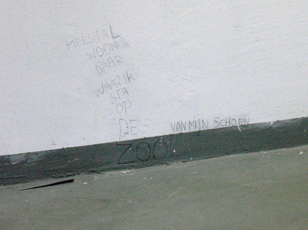 MEESTAL
WOON IK
DAAR
WAAR IK
STA
OP
DE
ZOOL
VAN MIJN SCHOEN